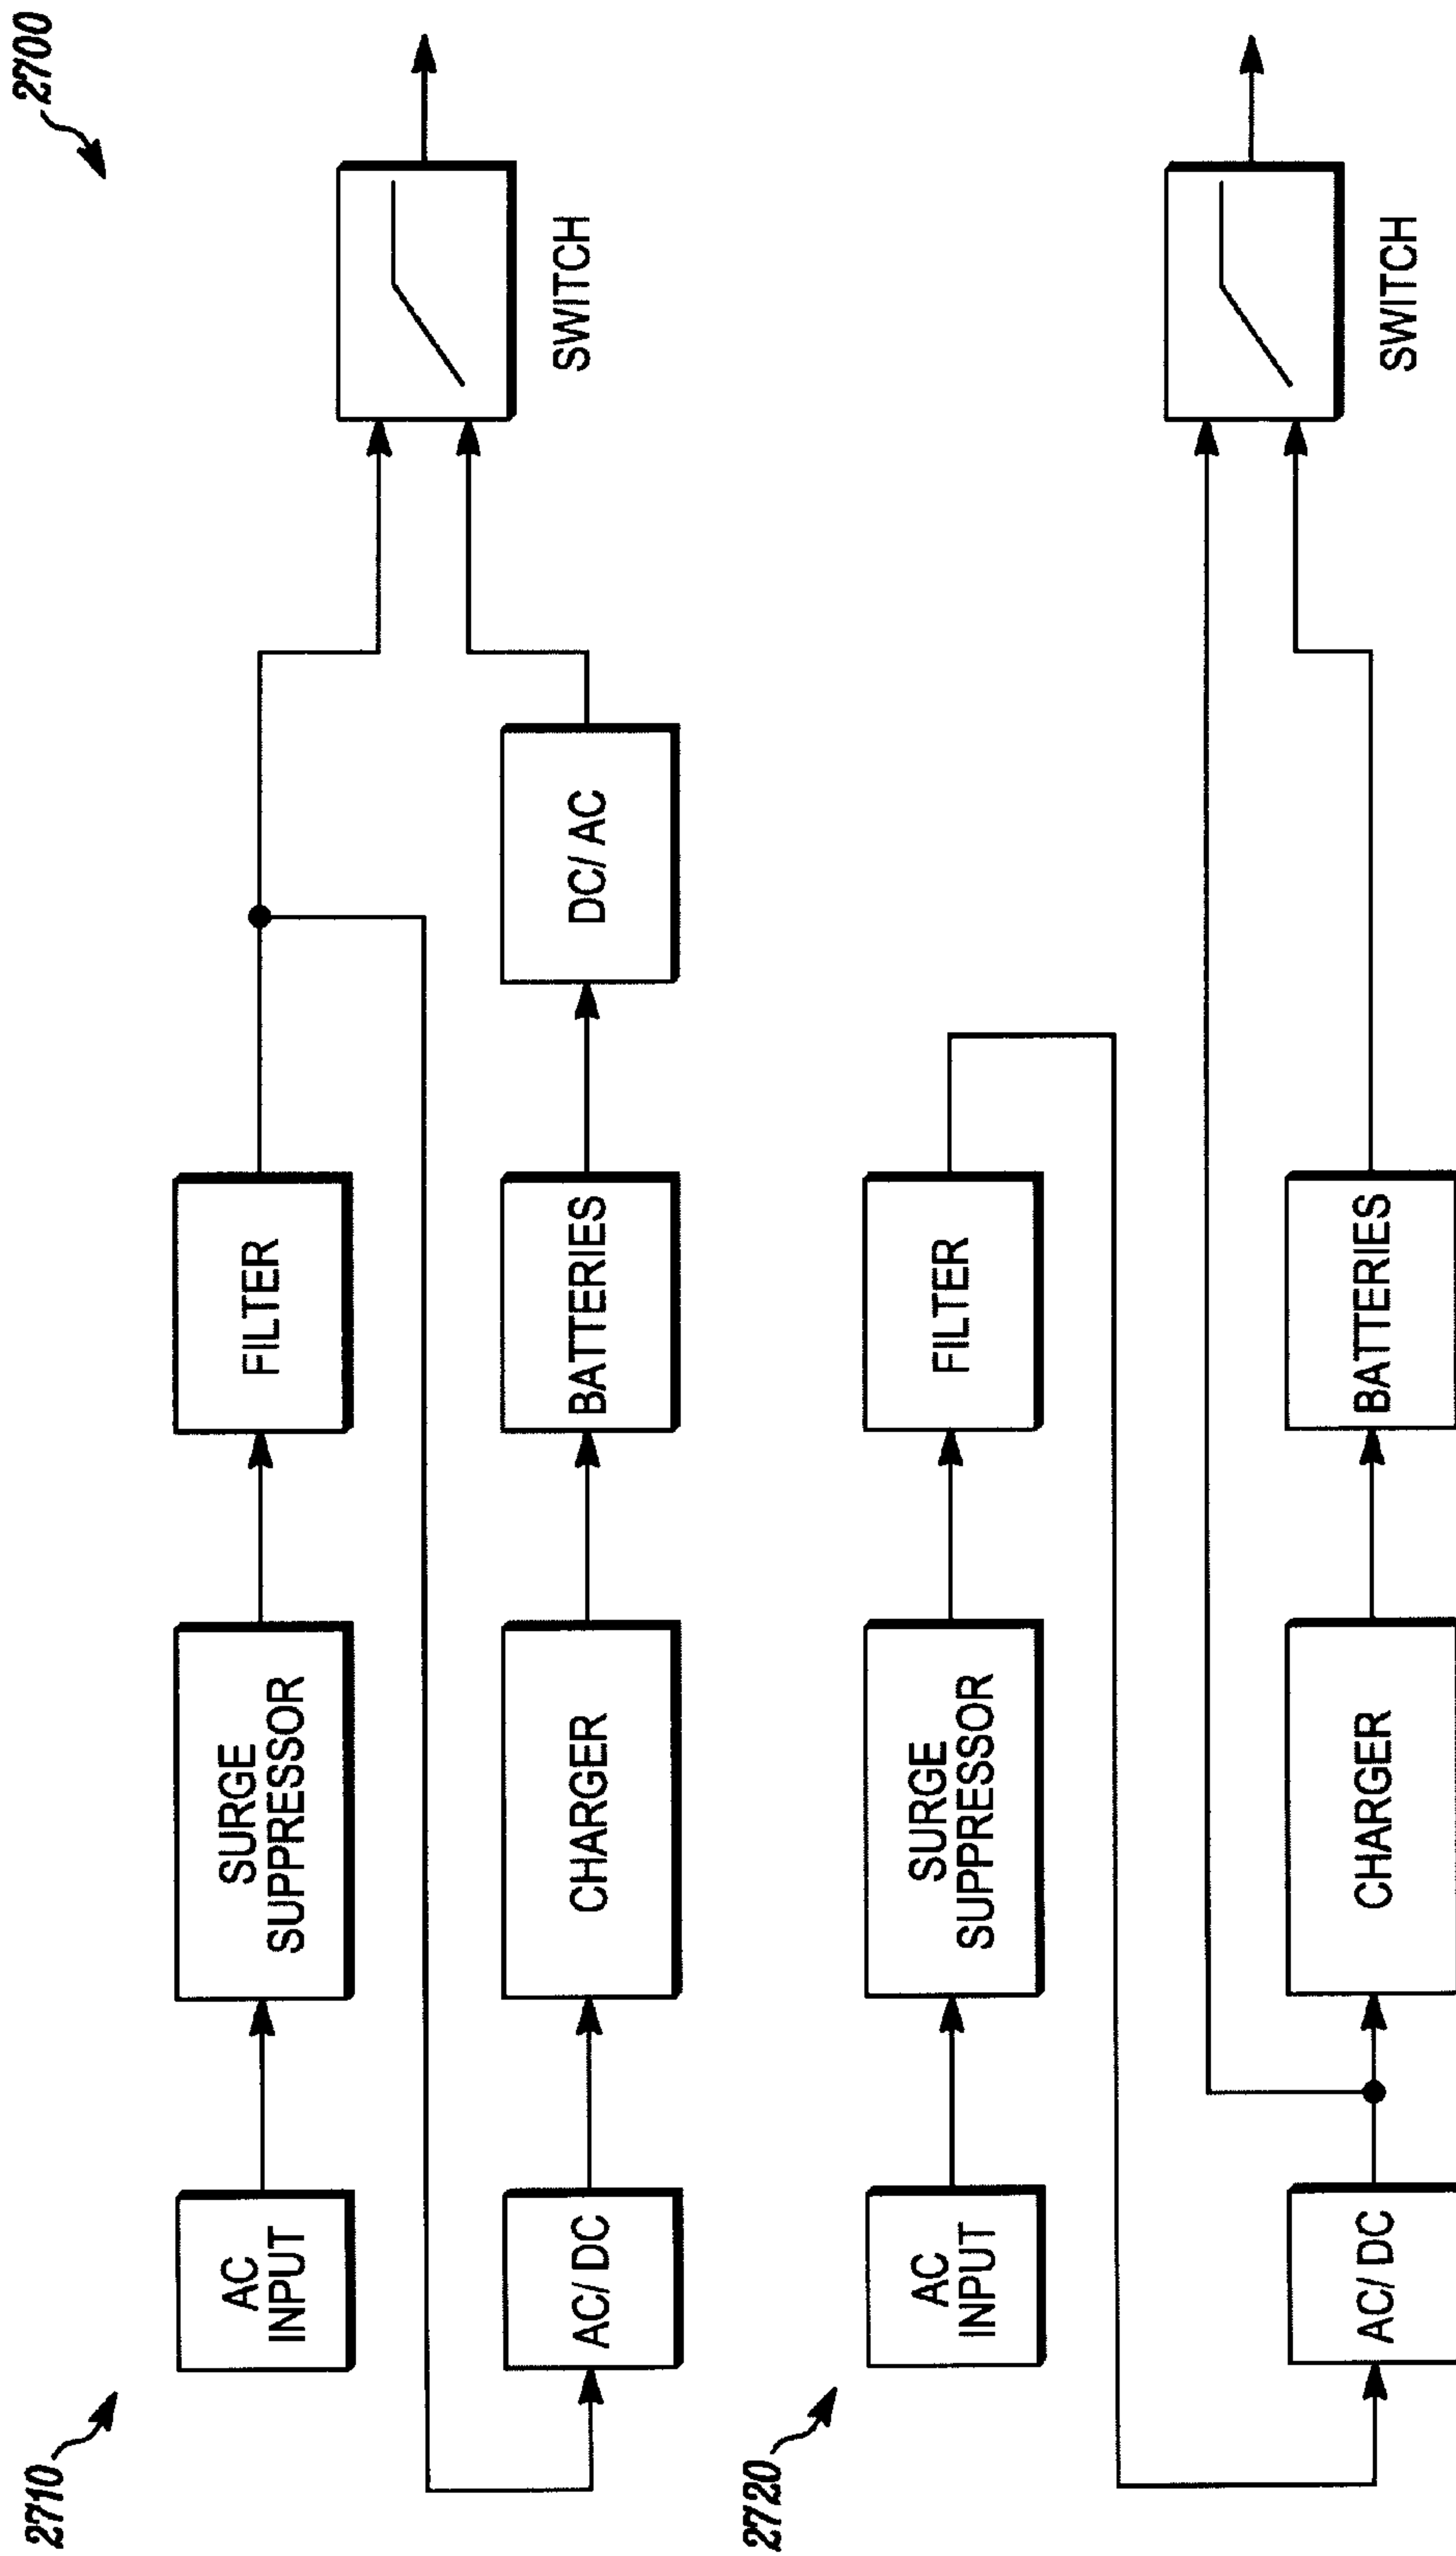 2700
2710
AC
INPUT
SURGE
SUPPRESSOR
FILTER
SWITCH
AC/ DC
CHARGER
BATTERIES
DC/ AC
2720
AC
INPUT
SURGE
SUPPRESSOR
FILTER
SWITCH
AC/ DC
CHARGER
BATTERIES